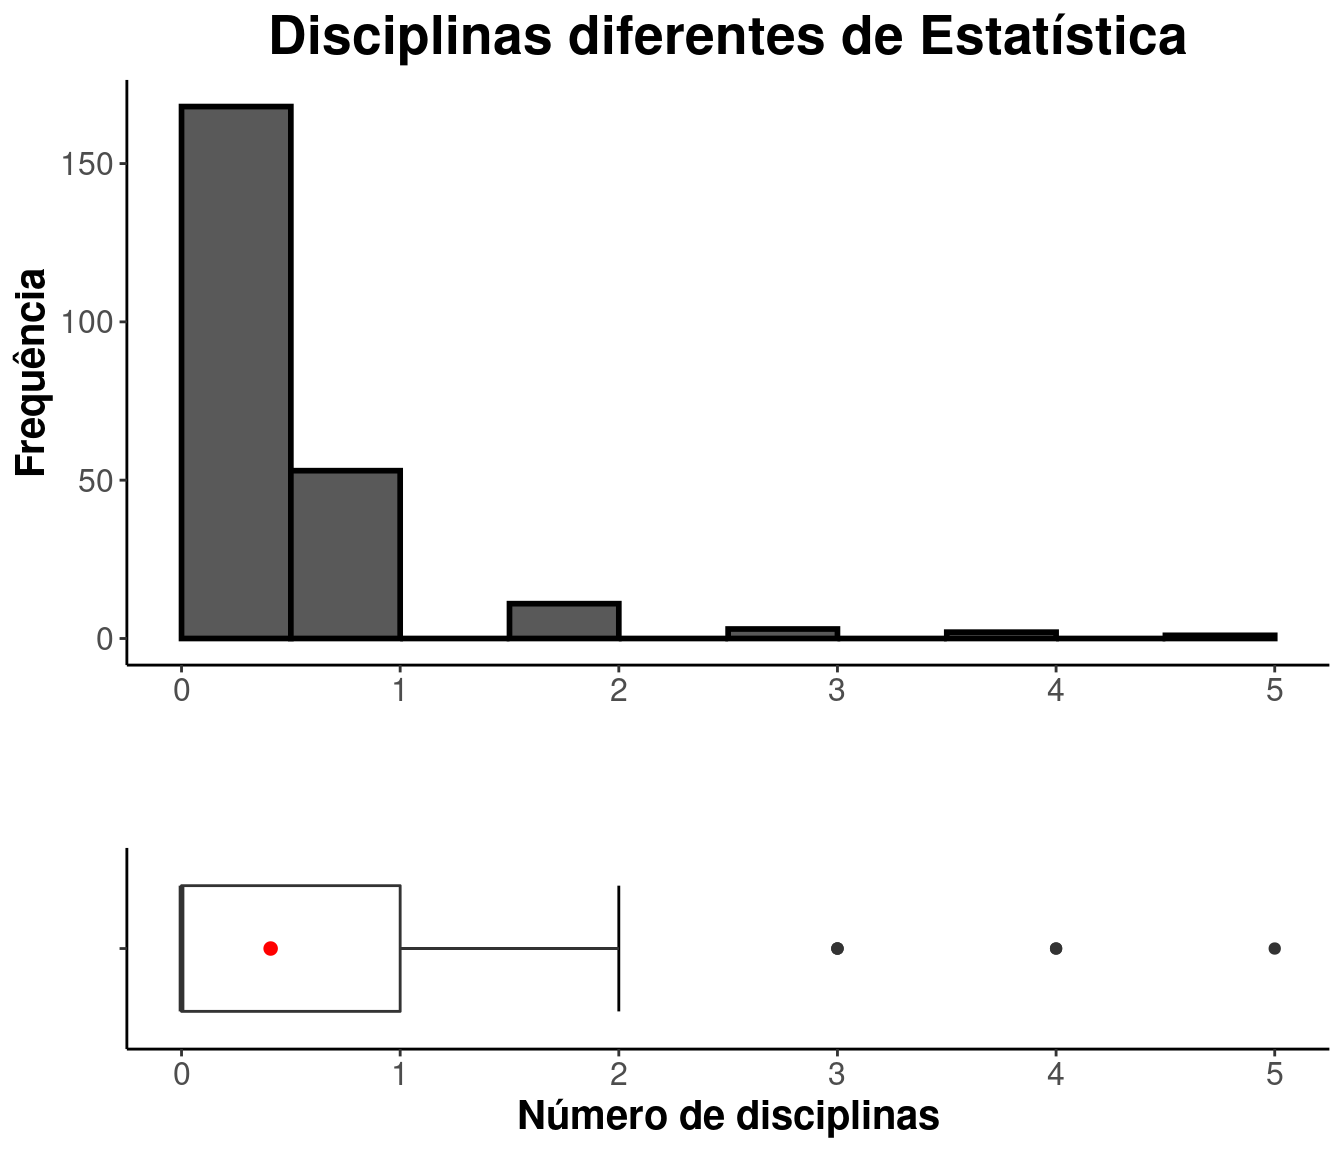 Disciplinas diferentes de Estatística
Frequência
150
100
50
0
0 1 2 3 4 5
0 1 2 3 4 5
Número de disciplinas